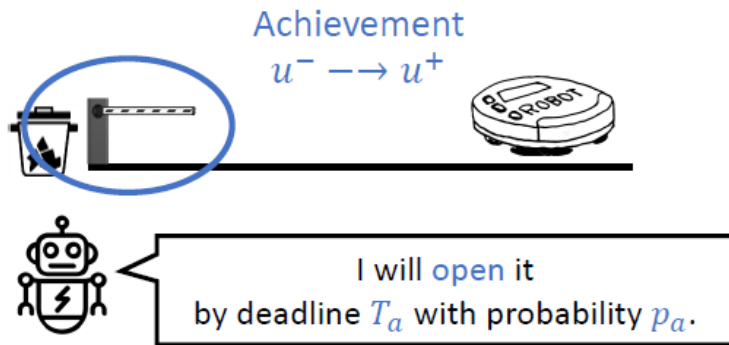 Achievement
u⁻ --→ u⁺
ROBOT
I will open it
by deadline Tₐ with probability pₐ.